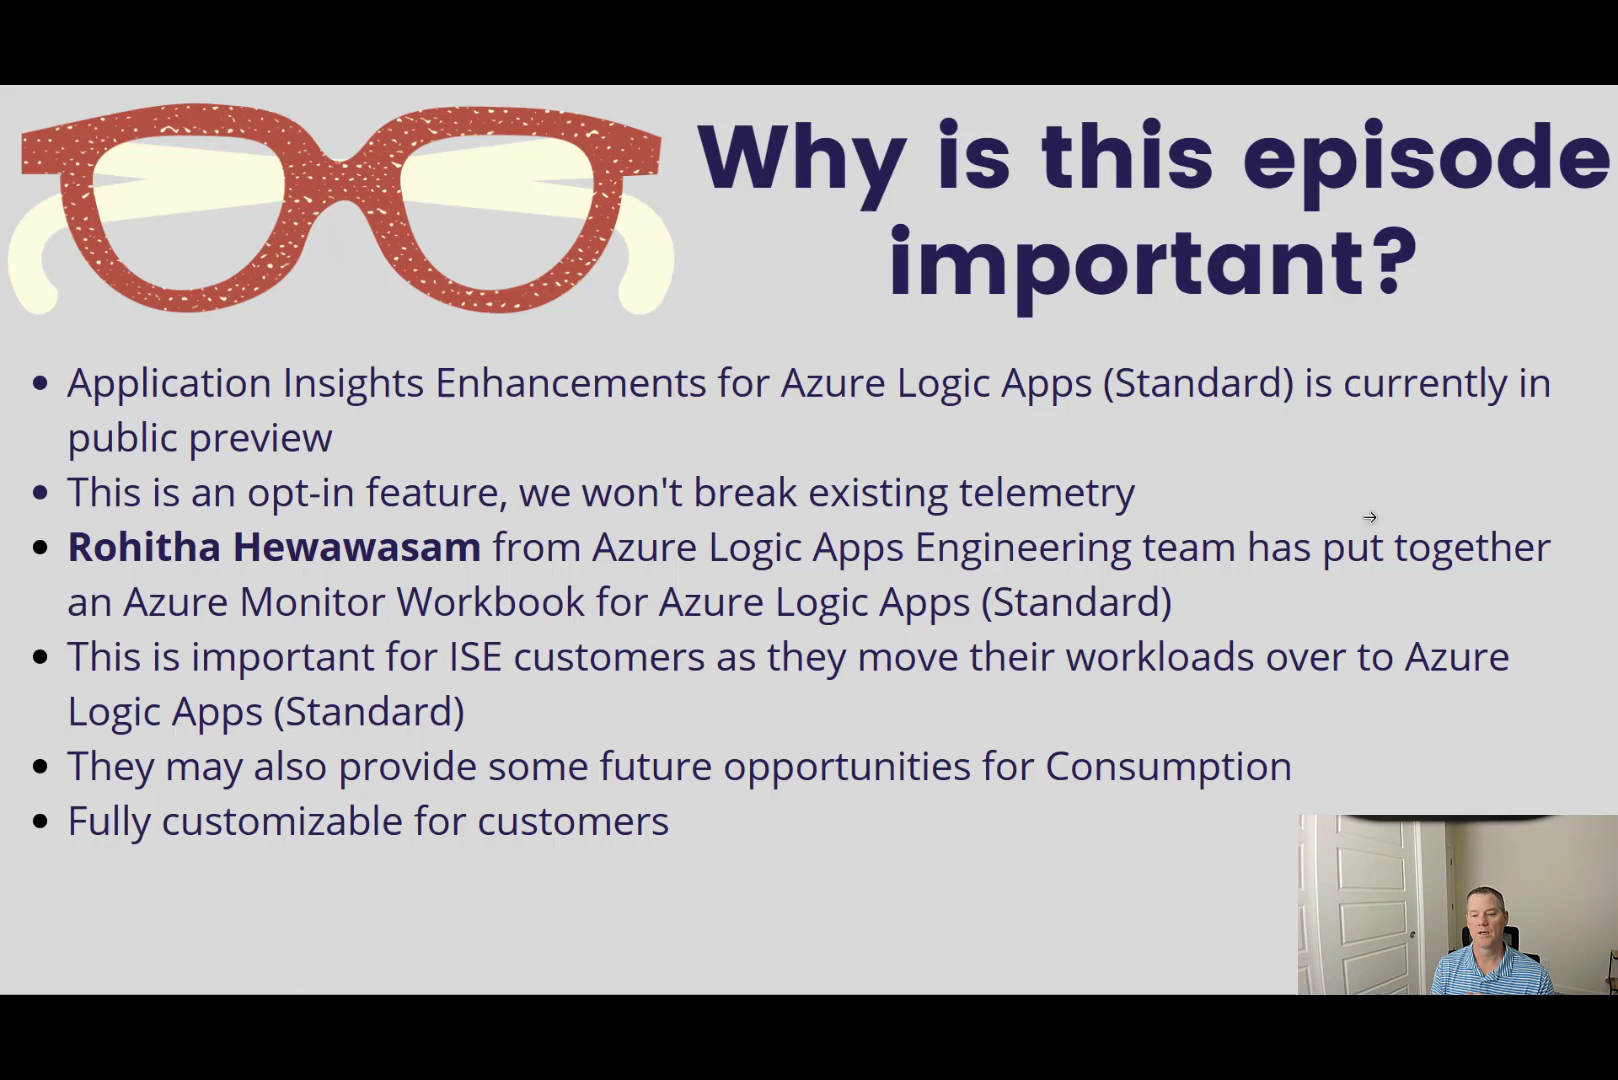 Why is this episode
important?
• Application Insights Enhancements for Azure Logic Apps (Standard) is currently in
public preview
• This is an opt-in feature, we won't break existing telemetry
• Rohitha Hewawasam from Azure Logic Apps Engineering team has put together
an Azure Monitor Workbook for Azure Logic Apps (Standard)
• This is important for ISE customers as they move their workloads over to Azure
Logic Apps (Standard)
• They may also provide some future opportunities for Consumption
• Fully customizable for customers